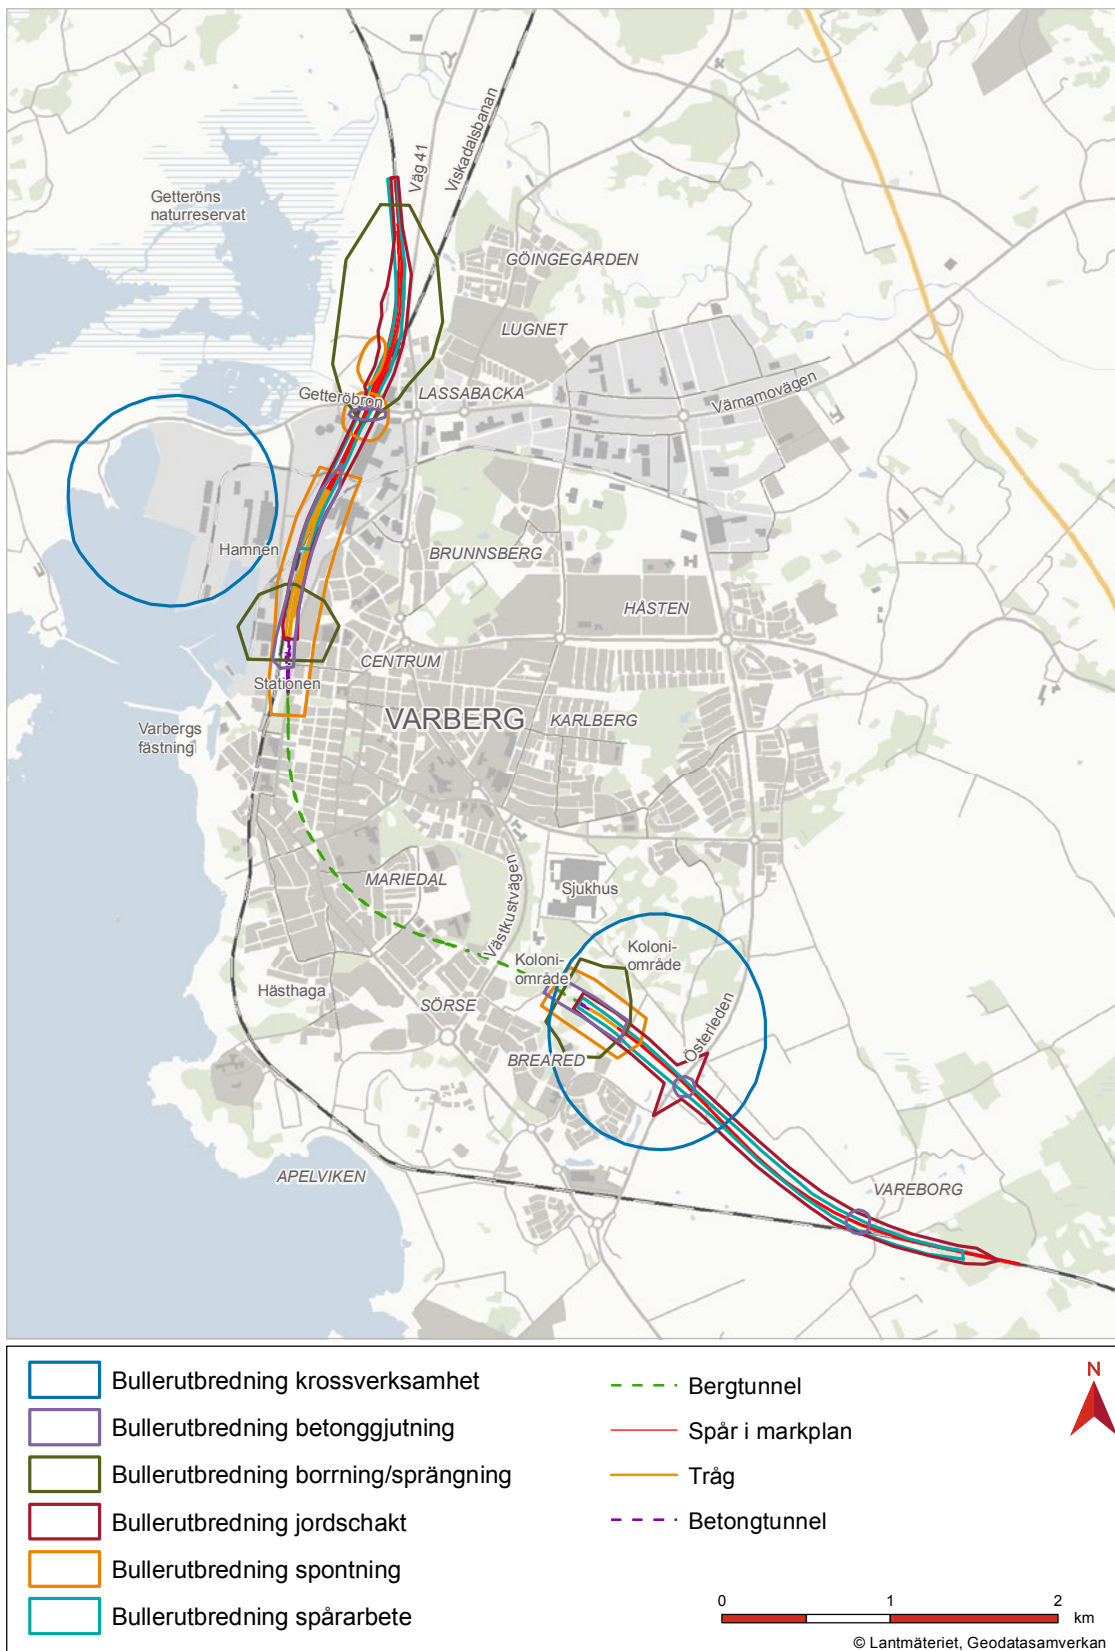 Väg 41
Viskadalsbanan
Getteröns
naturreservat
GÖINGEGÅRDEN
LUGNET
Getteröbron
LASSABACKA
Värnamovägen
Hamnen
BRUNNSBERG
HÅSTEN
CENTRUM
Stationen
VARBERG
KARLBERG
Varbergs
fästning
MARIEDAL
Sjukhus
Västkustvägen
Koloni-
område
Koloni-
område
Hästhaga
SÖRSE
Österleden
BREARED
APELVIKEN
VAREBORG
Bullerutbredning krossverksamhet
Bullerutbredning betonggjutning
Bullerutbredning borrning/sprängning
Bullerutbredning jordschakt
Bullerutbredning spontning
Bullerutbredning spårarbete
Bergtunnel
Spår i markplan
Tråg
Betongtunnel
N
0 1 2
km
© Lantmäteriet, Geodatasamverkan